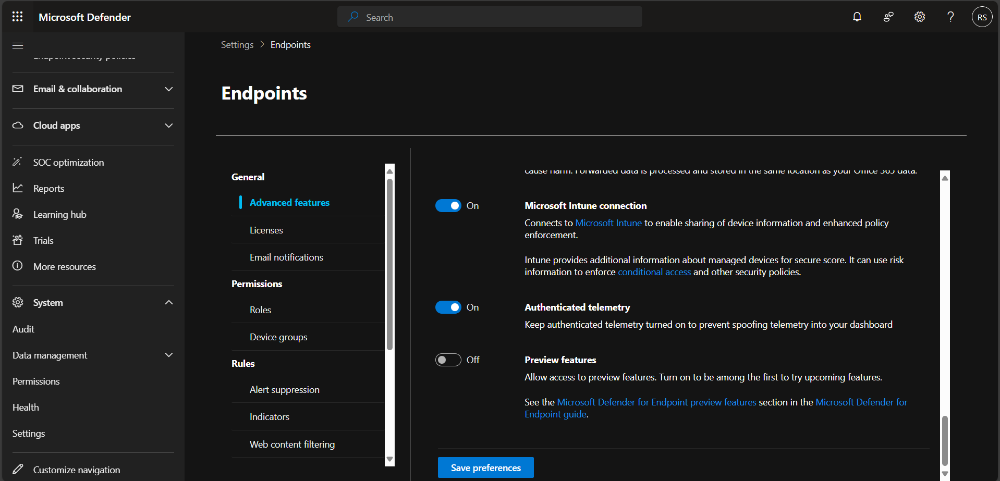 Microsoft Defender
Search
RS
Endpoint security policies
Email & collaboration
Cloud apps
SOC optimization
Reports
Learning hub
Trials
More resources
System
Audit
Data management
Permissions
Health
Settings
Customize navigation
Settings > Endpoints
Endpoints
General
Advanced features
Licenses
Email notifications
Permissions
Roles
Device groups
Rules
Alert suppression
Indicators
Web content filtering
cause harm. Forwarded data is processed and stored in the same location as your Office 365 data.
On
Microsoft Intune connection
Connects to Microsoft Intune to enable sharing of device information and enhanced policy
enforcement.
Intune provides additional information about managed devices for secure score. It can use risk
information to enforce conditional access and other security policies.
On
Authenticated telemetry
Keep authenticated telemetry turned on to prevent spoofing telemetry into your dashboard
Off
Preview features
Allow access to preview features. Turn on to be among the first to try upcoming features.
See the Microsoft Defender for Endpoint preview features section in the Microsoft Defender for
Endpoint guide.
Save preferences